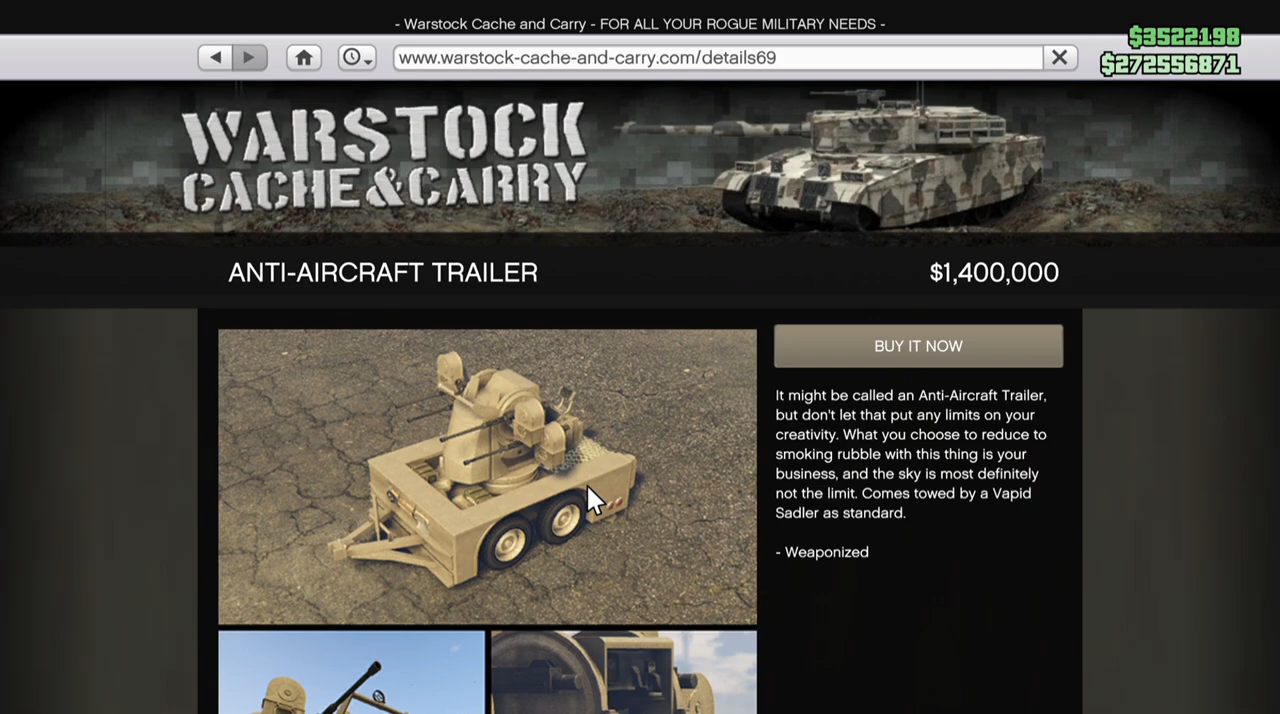 - Warstock Cache and Carry - FOR ALL YOUR ROGUE MILITARY NEEDS -
www.warstock-cache-and-carry.com/details69
$3522198
$272556871
WARSTOCK
CACHE&CARRY
ANTI-AIRCRAFT TRAILER
$1,400,000
BUY IT NOW
It might be called an Anti-Aircraft Trailer,
but don't let that put any limits on your
creativity. What you choose to reduce to
smoking rubble with this thing is your
business, and the sky is most definitely
not the limit. Comes towed by a Vapid
Sadler as standard.
- Weaponized